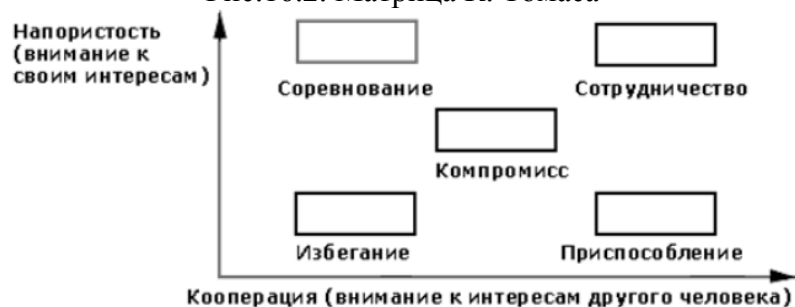 Рис.10.2. Матрица К. Томаса
Напористость
(внимание к
своим интересам)
Соревнование
Сотрудничество
Компромисс
Избегание
Приспособление
Кооперация (внимание к интересам другого человека)